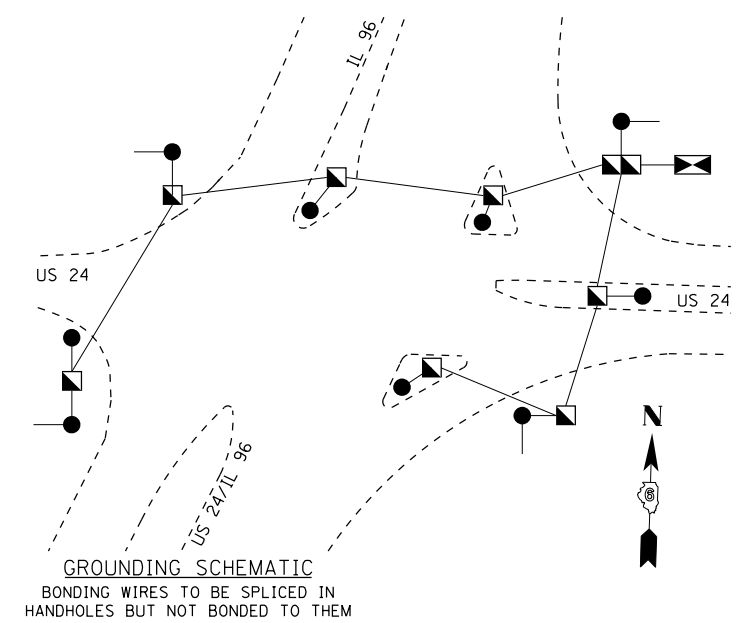 IL 96
US 24
US 24
US 24/IL 96
N
6
GROUNDING SCHEMATIC
BONDING WIRES TO BE SPLICED IN
HANDHOLES BUT NOT BONDED TO THEM